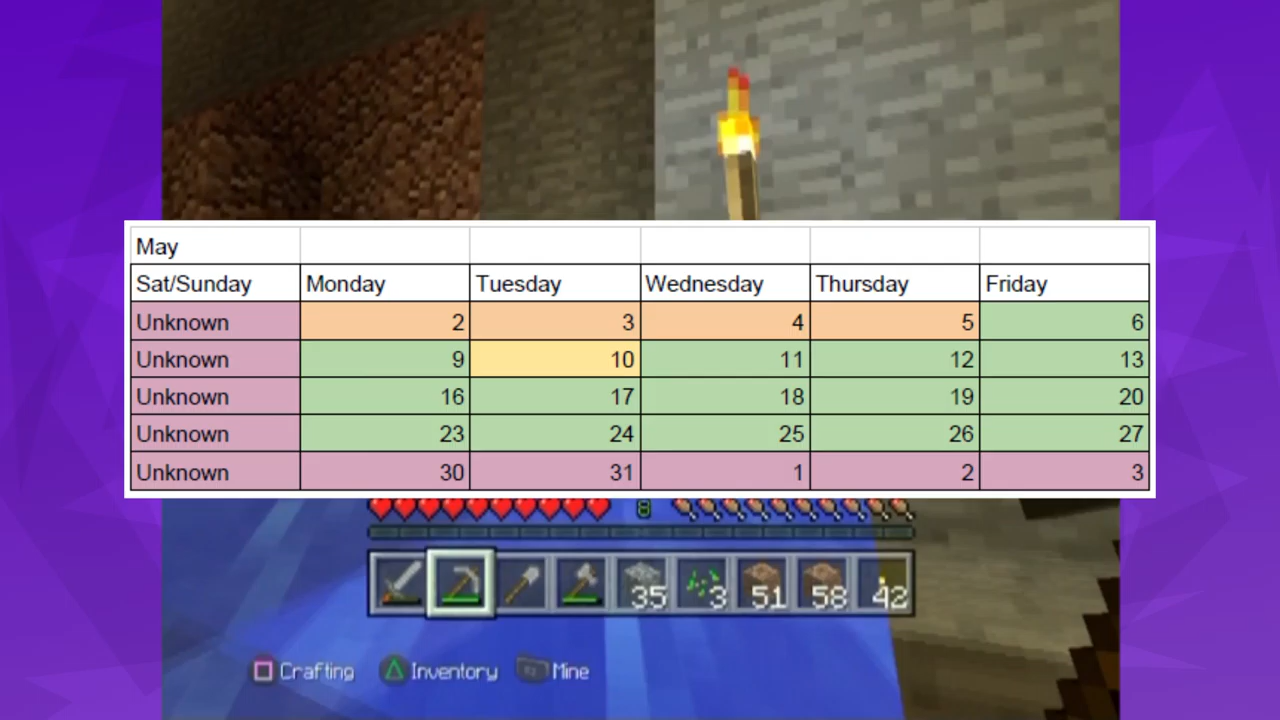 May
Sat/Sunday Monday Tuesday Wednesday Thursday Friday
Unknown 2 3 4 5 6
Unknown 9 10 11 12 13
Unknown 16 17 18 19 20
Unknown 23 24 25 26 27
Unknown 30 31 1 2 3
8
35 3 51 58 42
Crafting Inventory Mine